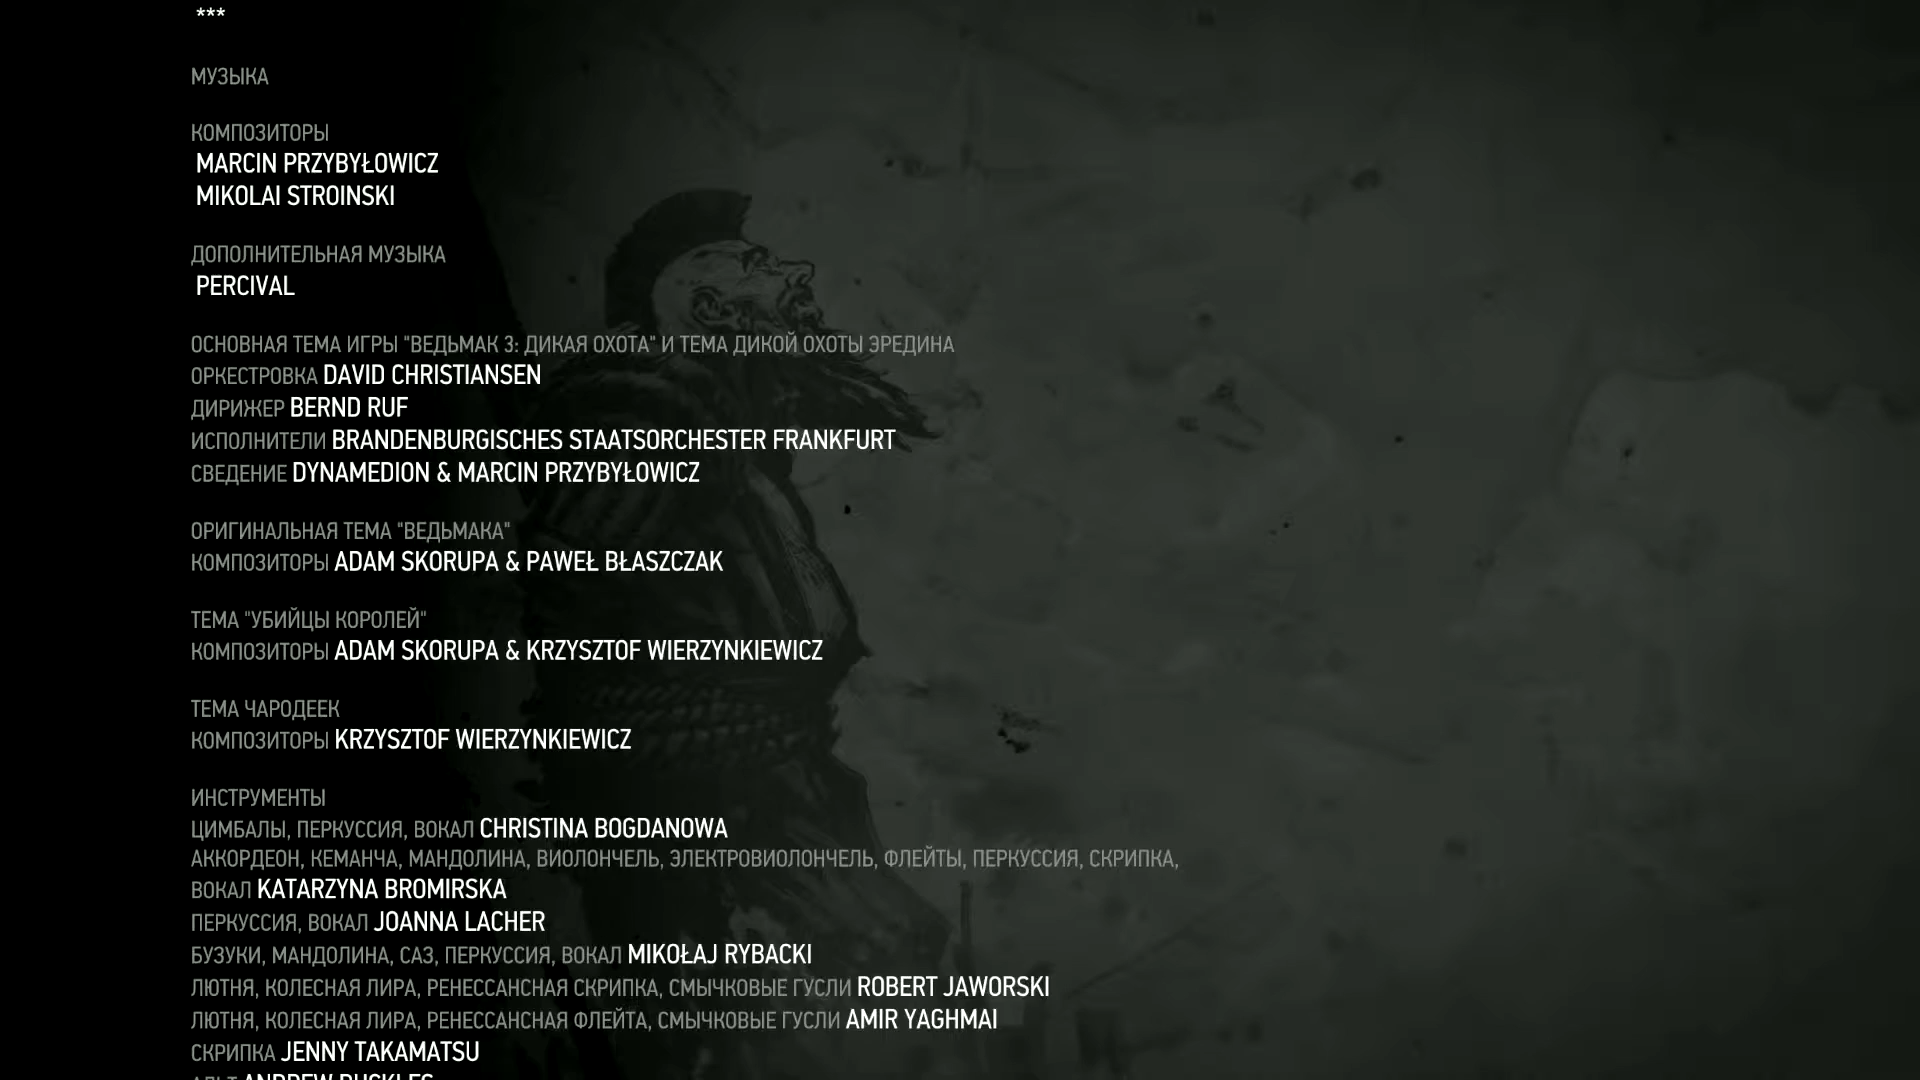 ***
МУЗЫКА
КОМПОЗИТОРЫ
MARCIN PRZYBYŁOWICZ
MIKOLAI STROINSKI
ДОПОЛНИТЕЛЬНАЯ МУЗЫКА
PERCIVAL
ОСНОВНАЯ ТЕМА ИГРЫ "ВЕДЬМАК 3: ДИКАЯ ОХОТА" И ТЕМА ДИКОЙ ОХОТЫ ЭРЕДИНА
ОРКЕСТРОВКА DAVID CHRISTIANSEN
ДИРИЖЕР BERND RUF
ИСПОЛНИТЕЛИ BRANDENBURGISCHES STAATSORCHESTER FRANKFURT
СВЕДЕНИЕ DYNAMEDION & MARCIN PRZYBYŁOWICZ
ОРИГИНАЛЬНАЯ ТЕМА "ВЕДЬМАКА"
КОМПОЗИТОРЫ ADAM SKORUPA & PAWEŁ BŁASZCZAK
ТЕМА "УБИЙЦЫ КОРОЛЕЙ"
КОМПОЗИТОРЫ ADAM SKORUPA & KRZYSZTOF WIERZYNKIEWICZ
ТЕМА ЧАРОДЕЕК
КОМПОЗИТОРЫ KRZYSZTOF WIERZYNKIEWICZ
ИНСТРУМЕНТЫ
ЦИМБАЛЫ, ПЕРКУССИЯ, ВОКАЛ CHRISTINA BOGDANOWA
АККОРДЕОН, КЕМАНЧА, МАНДОЛИНА, ВИОЛОНЧЕЛЬ, ЭЛЕКТРОВИОЛОНЧЕЛЬ, ФЛЕЙТЫ, ПЕРКУССИЯ, СКРИПКА,
ВОКАЛ KATARZYNA BROMIRSKA
ПЕРКУССИЯ, ВОКАЛ JOANNA LACHER
БУЗУКИ, МАНДОЛИНА, САЗ, ПЕРКУССИЯ, ВОКАЛ MIKOŁAJ RYBACKI
ЛЮТНЯ, КОЛЕСНАЯ ЛИРА, РЕНЕССАНСНАЯ СКРИПКА, СМЫЧКОВЫЕ ГУСЛИ ROBERT JAWORSKI
ЛЮТНЯ, КОЛЕСНАЯ ЛИРА, РЕНЕССАНСНАЯ ФЛЕЙТА, СМЫЧКОВЫЕ ГУСЛИ AMIR YAGHMAI
СКРИПКА JENNY TAKAMATSU